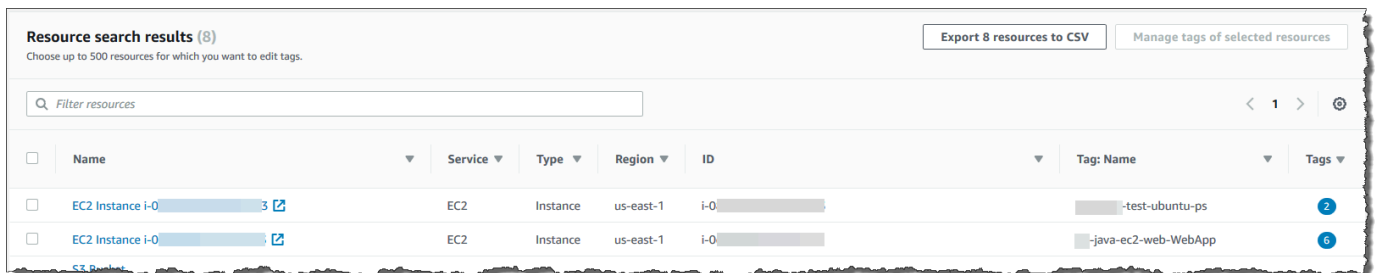 Resource search results (8)
Export 8 resources to CSV
Manage tags of selected resources
Choose up to 500 resources for which you want to edit tags.
Filter resources
1
Name Service Type Region ID Tag: Name Tags
EC2 Instance i-0 3 EC2 Instance us-east-1 i-0 -test-ubuntu-ps 2
EC2 Instance i-0 EC2 Instance us-east-1 i-0 -java-ec2-web-WebApp 6
S3 Bucket